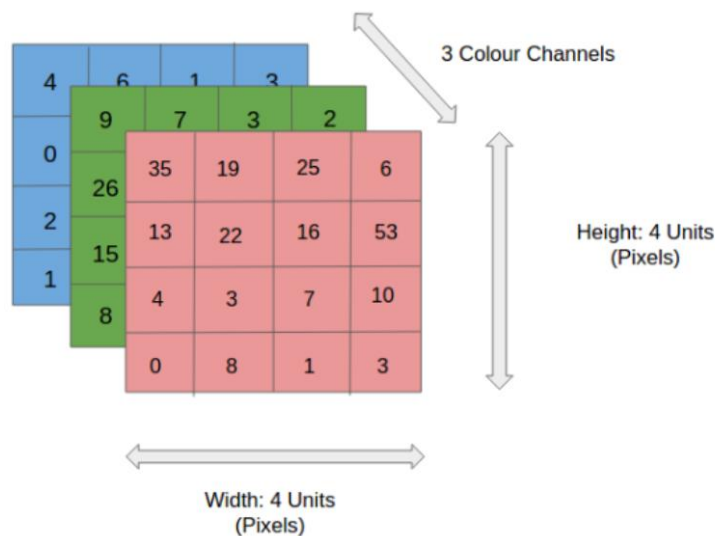 3 Colour Channels
4 6 1 3
9 7 3 2
0
35 19 25 6
26
Height: 4 Units
(Pixels)
2
13 22 16 53
15
1
4 3 7 10
8
0 8 1 3
Width: 4 Units
(Pixels)